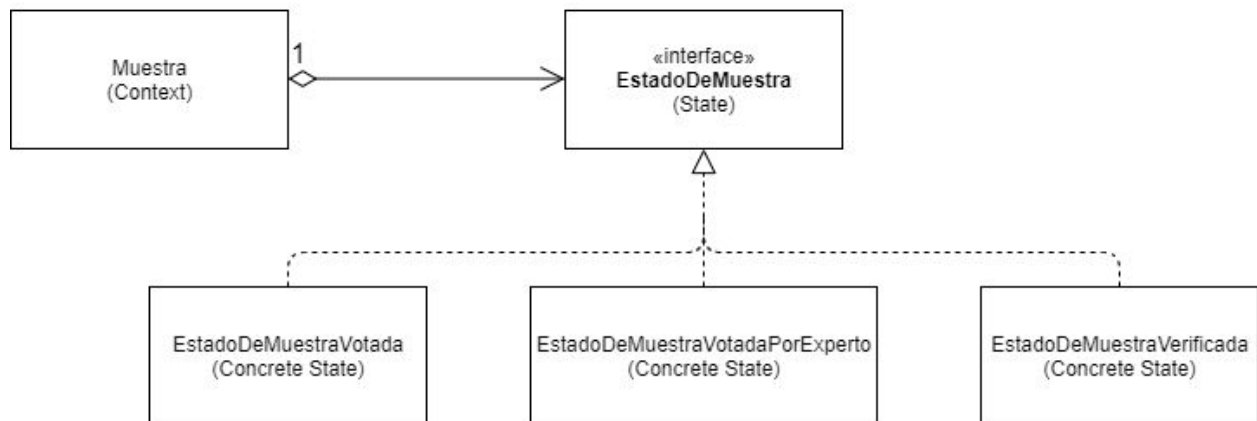 Muestra
(Context)
1
«interface»
EstadoDeMuestra
(State)
EstadoDeMuestraVotada
(Concrete State)
EstadoDeMuestraVotadaPorExperto
(Concrete State)
EstadoDeMuestraVerificada
(Concrete State)